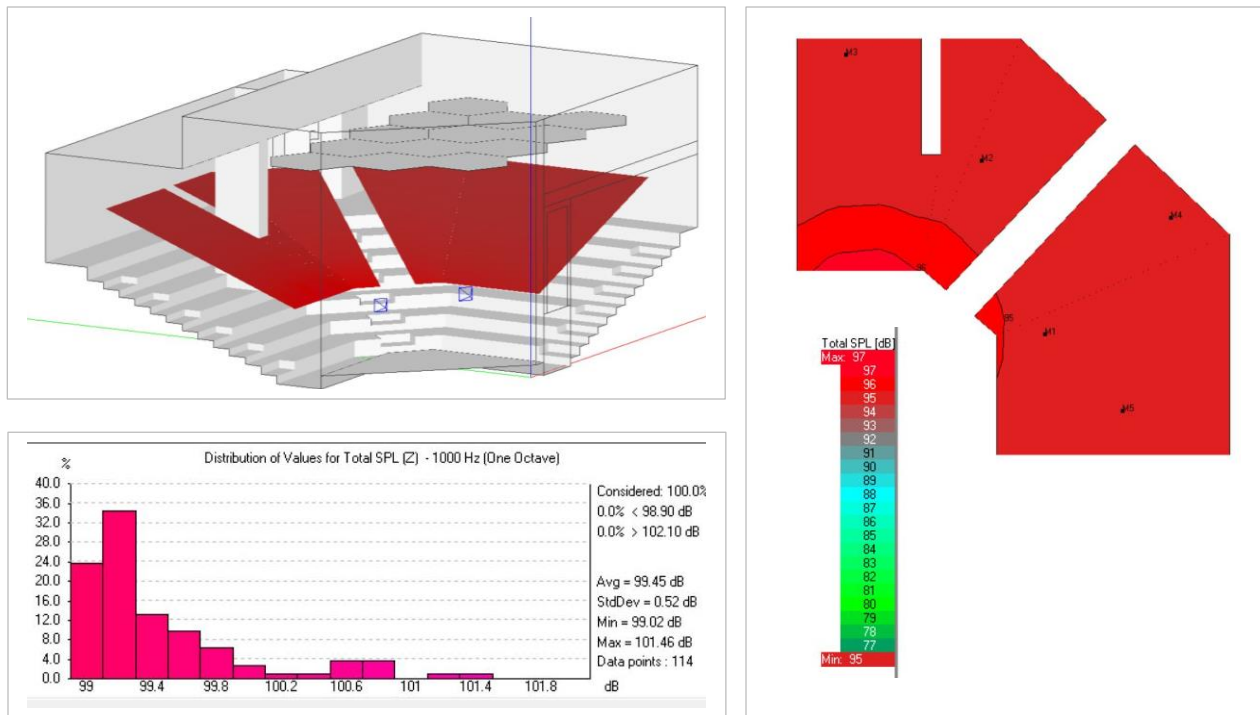 Distribution of Values for Total SPL (Z) - 1000 Hz (One Octave)
%
40.0
36.0
32.0
28.0
24.0
20.0
16.0
12.0
8.0
4.0
99 99.4 99.8 100.2 100.6 101 101.4 101.8 dB
Considered: 100.0%
0.0% < 98.90 dB
0.0% > 102.10 dB
Avg = 99.45 dB
StdDev = 0.52 dB
Min = 99.02 dB
Max = 101.46 dB
Data points : 114
M3
M2
M4
96
95
M1
M5
Total SPL [dB]
Max: 97
97
96
95
94
93
92
91
90
89
88
87
86
85
84
83
82
81
80
79
78
77
Min: 95